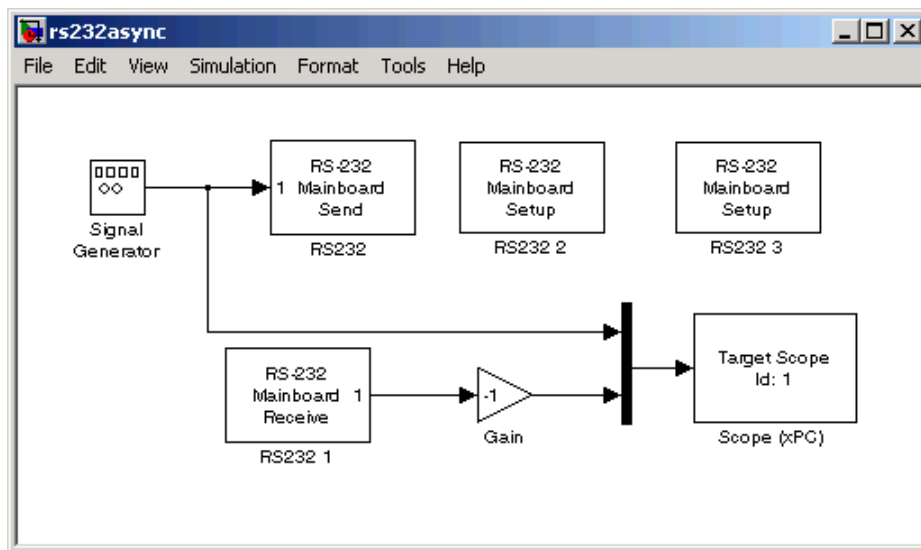 rs232async
File Edit View Simulation Format Tools Help
Signal
Generator
1
RS-232
Mainboard
Send
RS232
RS-232
Mainboard
Setup
RS232 2
RS-232
Mainboard
Setup
RS232 3
RS-232
Mainboard
Receive
1
RS232 1
-1
Gain
Target Scope
Id: 1
Scope (xPC)